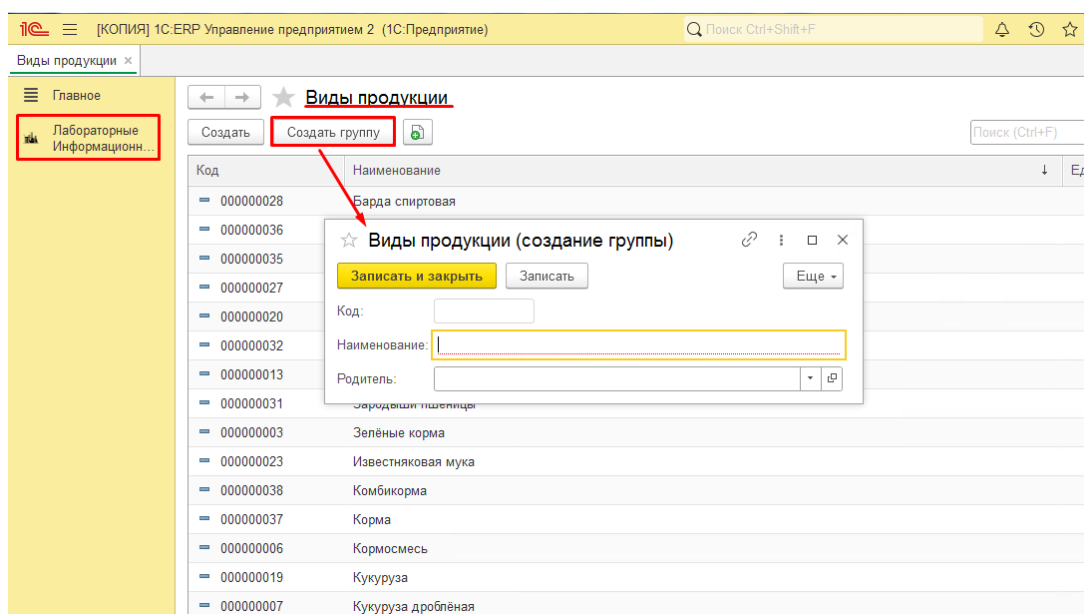 1С [КОПИЯ] 1С:ERP Управление предприятием 2 (1С:Предприятие) Поиск Ctrl+Shift+F
Виды продукции ×
Главное
Лабораторные
Информационн...
Виды продукции
Создать Создать группу Поиск (Ctrl+F)
Код Наименование ↓ Ед
000000028 Барда спиртовая
000000036
000000035
000000027
000000020
000000032
000000013
000000031 Зародыши пшеницы
000000003 Зелёные корма
000000023 Известняковая мука
000000038 Комбикорма
000000037 Корма
000000006 Кормосмесь
000000019 Кукуруза
000000007 Кукуруза дроблёная
Виды продукции (создание группы)
Записать и закрыть Записать Еще
Код:
Наименование:
Родитель: